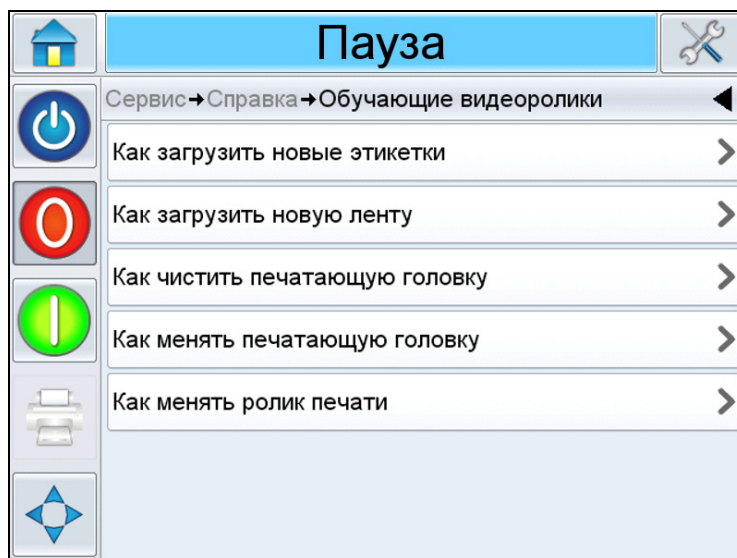 Пауза
Сервис→Справка→Обучающие видеоролики
Как загрузить новые этикетки
Как загрузить новую ленту
Как чистить печатающую головку
Как менять печатающую головку
Как менять ролик печати